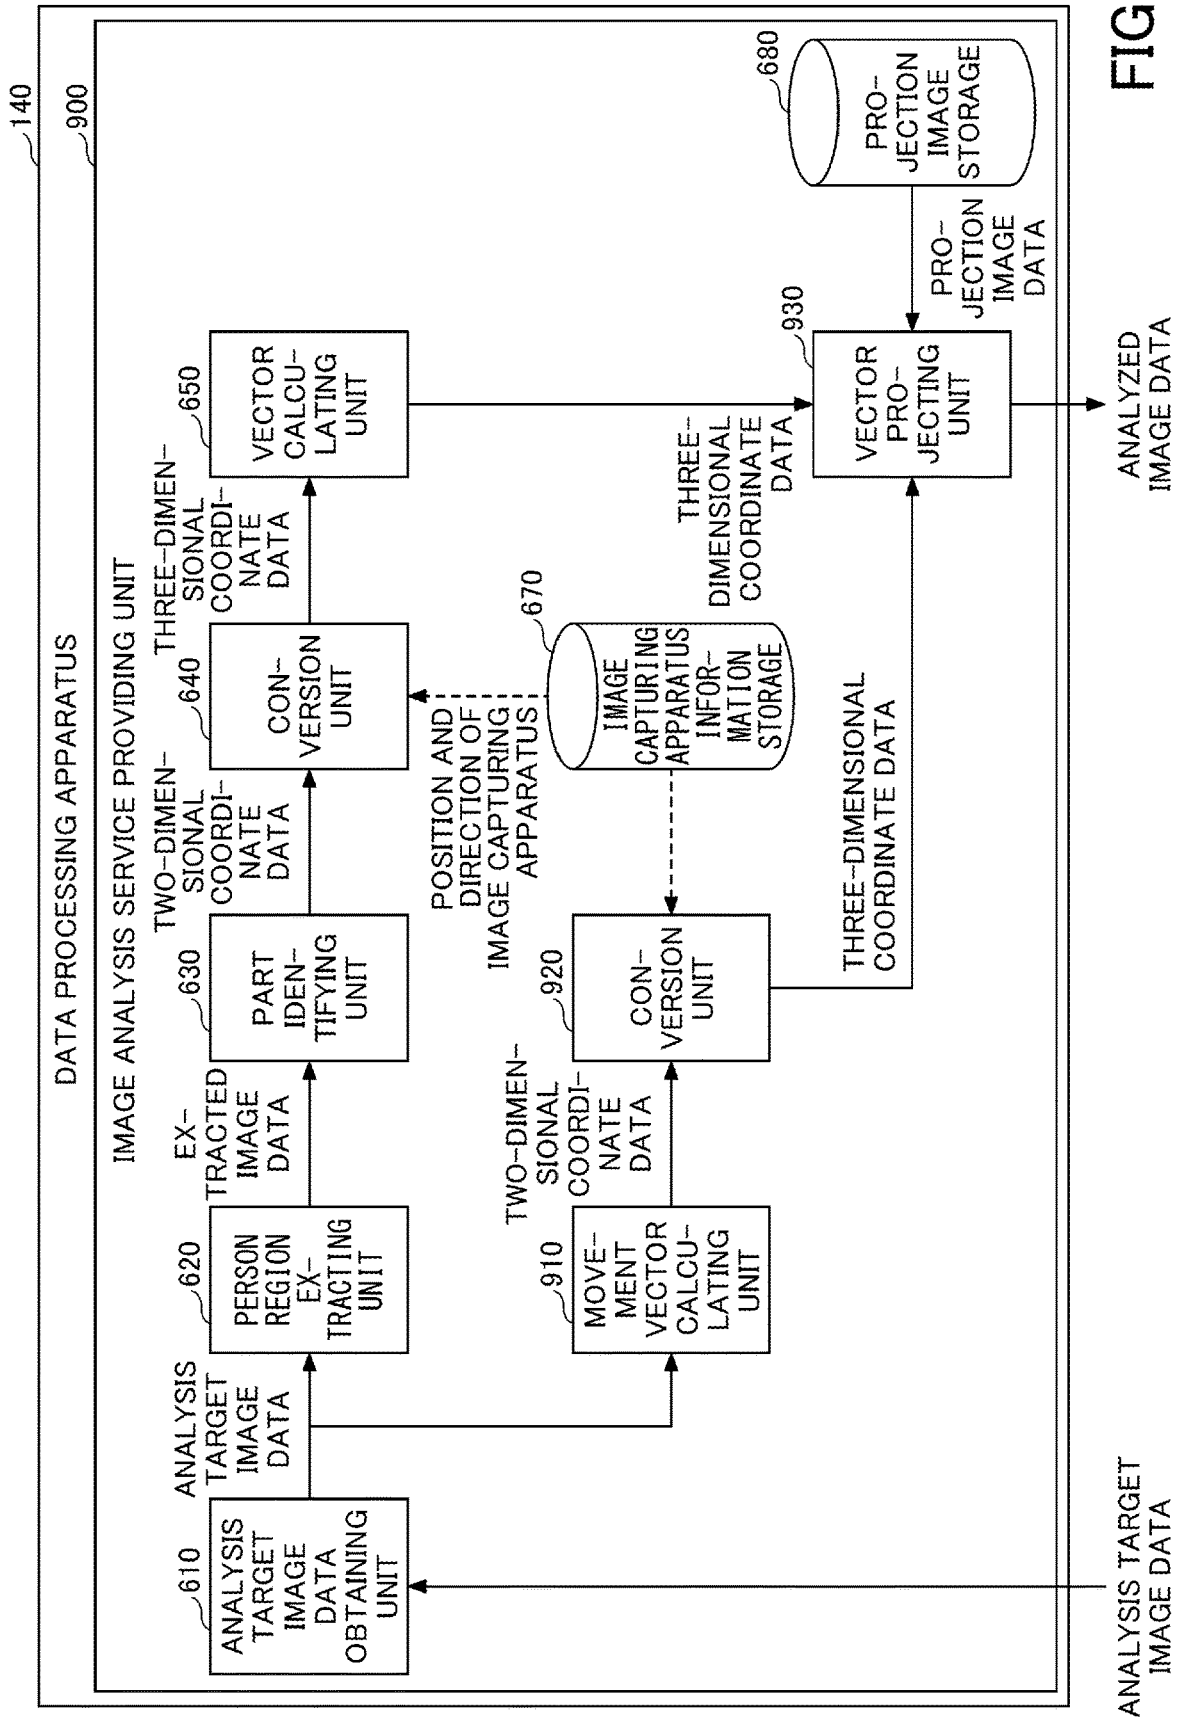 140
DATA PROCESSING APPARATUS
900
IMAGE ANALYSIS SERVICE PROVIDING UNIT
610
ANALYSIS
TARGET
IMAGE
DATA
OBTAINING
UNIT
ANALYSIS
TARGET
IMAGE
DATA
620
PERSON
REGION
EX-
TRACTING
UNIT
EX-
TRACTED
IMAGE
DATA
630
PART
IDEN-
TIFYING
UNIT
TWO-DIMEN-
SIONAL
COORDI-
NATE
DATA
640
CON-
VERSION
UNIT
THREE-DIMEN-
SIONAL
COORDI-
NATE
DATA
650
VECTOR
CALCU-
LATING
UNIT
POSITION AND
DIRECTION OF
IMAGE CAPTURING
APPARATUS
910
MOVE-
MENT
VECTOR
CALCU-
LATING
UNIT
TWO-DIMEN-
SIONAL
COORDI-
NATE
DATA
920
CON-
VERSION
UNIT
670
IMAGE
CAPTURING
APPARATUS
INFOR-
MATION
STORAGE
THREE-
DIMENSIONAL
COORDINATE
DATA
THREE-DIMENSIONAL
COORDINATE DATA
930
VECTOR
PRO-
JECTING
UNIT
680
PRO-
JECTION
IMAGE
STORAGE
PRO-
JECTION
IMAGE
DATA
ANALYSIS TARGET
IMAGE DATA
ANALYZED
IMAGE DATA
FIG